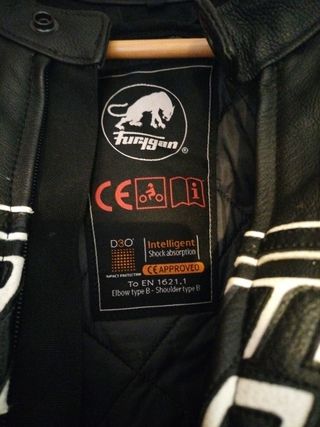 Furygan®
CE
D3O®
Intelligent
Shock absorption
IMPACT PROTECTION
CE APPROVED
To EN 1621.1
Elbow type B - Shoulder type B